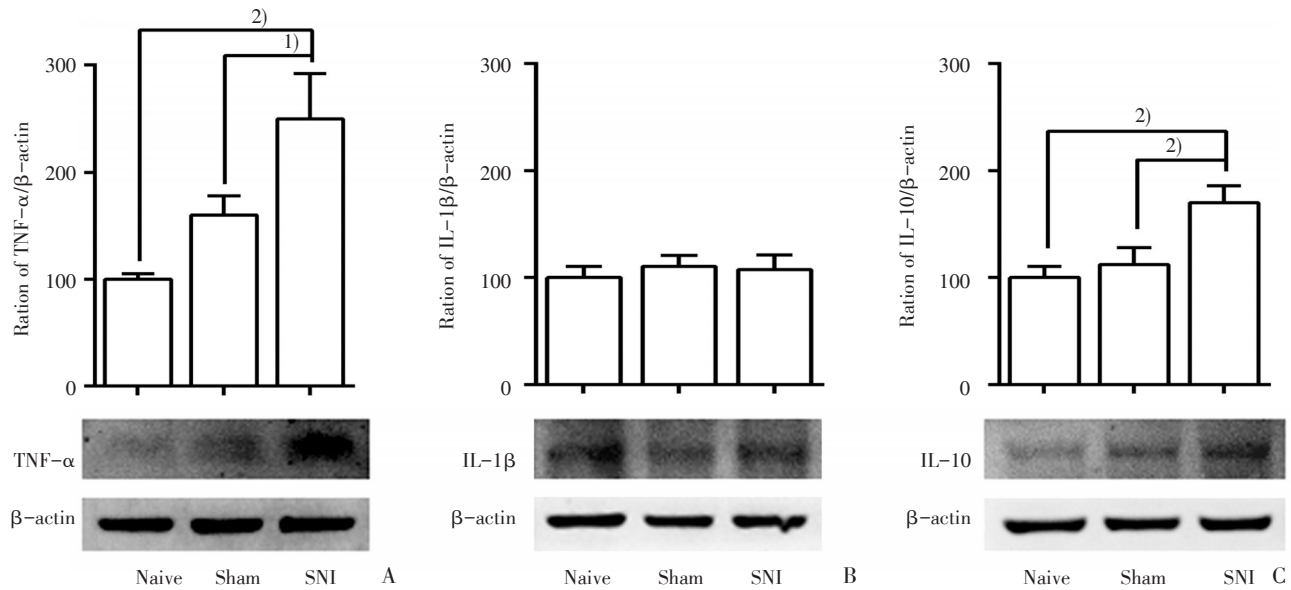 2)
1)
300
200
100
0
Ration of TNF-α/β-actin
TNF-α
β-actin
Naive Sham SNI A
300
200
100
0
Ration of IL-1β/β-actin
IL-1β
β-actin
Naive Sham SNI B
2)
2)
300
200
100
0
Ration of IL-10/β-actin
IL-10
β-actin
Naive Sham SNI C